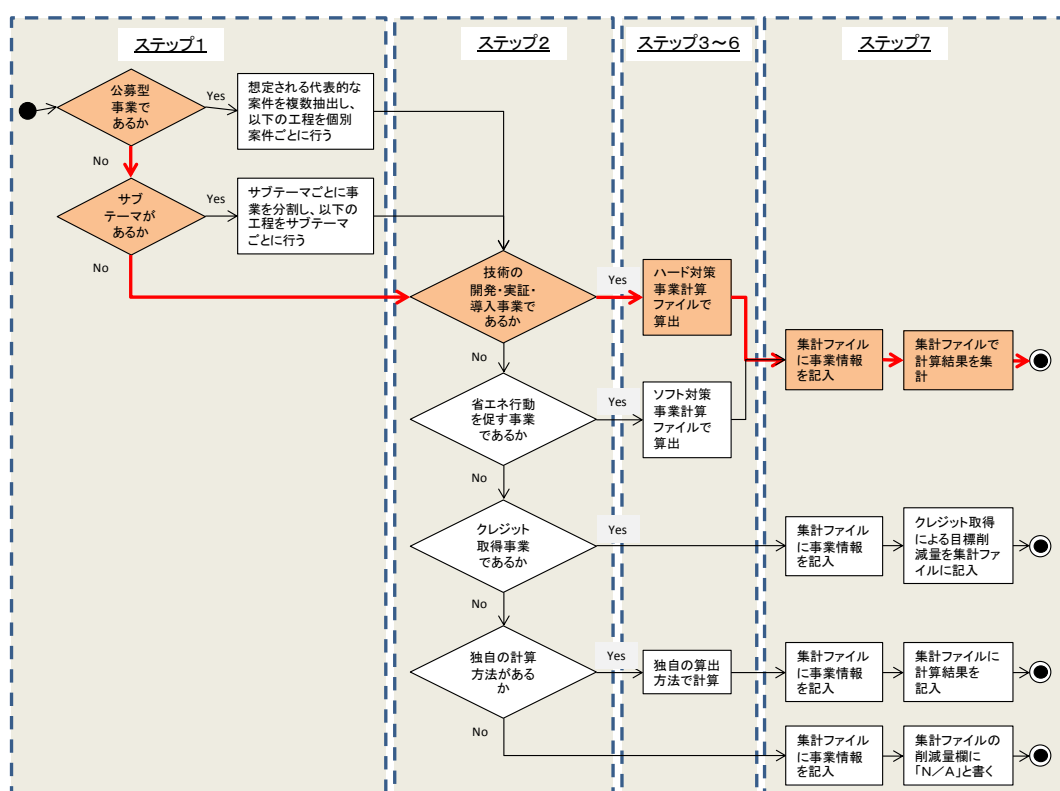 ステップ1
ステップ2
ステップ3～6
ステップ7
公募型
事業で
あるか
Yes
想定される代表的な
案件を複数抽出し、
以下の工程を個別
案件ごとに行う
No
サブ
テーマが
あるか
Yes
サブテーマごとに事
業を分割し、以下の
工程をサブテーマ
ごとに行う
No
技術の
開発・実証・
導入事業で
あるか
Yes
ハード対策
事業計算
ファイルで
算出
集計ファイル
に事業情報
を記入
集計ファイルで
計算結果を集
計
No
省エネ行動
を促す事業
であるか
Yes
ソフト対策
事業計算
ファイルで
算出
No
クレジット
取得事業
であるか
Yes
集計ファイル
に事業情報
を記入
クレジット取得
による目標削
減量を集計ファ
イルに記入
No
独自の計算
方法がある
か
Yes
独自の算出
方法で計算
集計ファイル
に事業情報
を記入
集計ファイルに
計算結果を
記入
No
集計ファイル
に事業情報
を記入
集計ファイルの
削減量欄に
「N／A」と書く